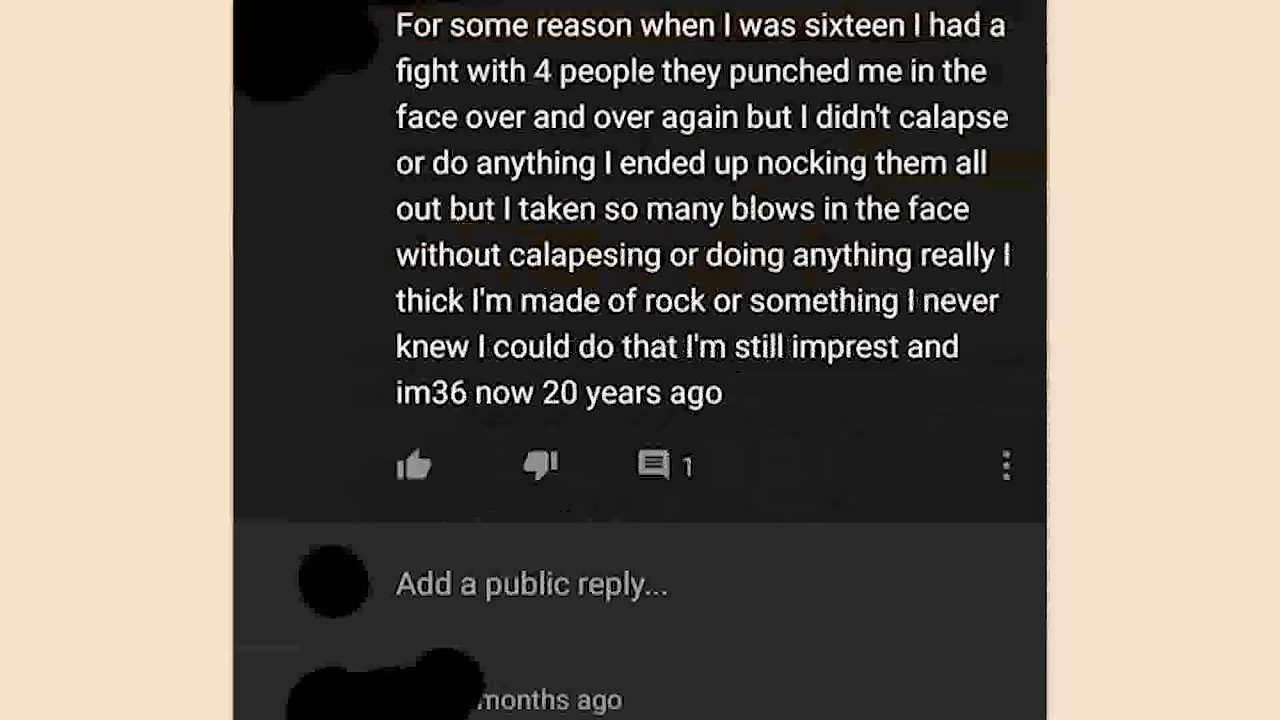 For some reason when I was sixteen I had a
fight with 4 people they punched me in the
face over and over again but I didn't calapse
or do anything I ended up nocking them all
out but I taken so many blows in the face
without calapesing or doing anything really I
thick I'm made of rock or something I never
knew I could do that I'm still imprest and
im36 now 20 years ago
1
Add a public reply...
months ago